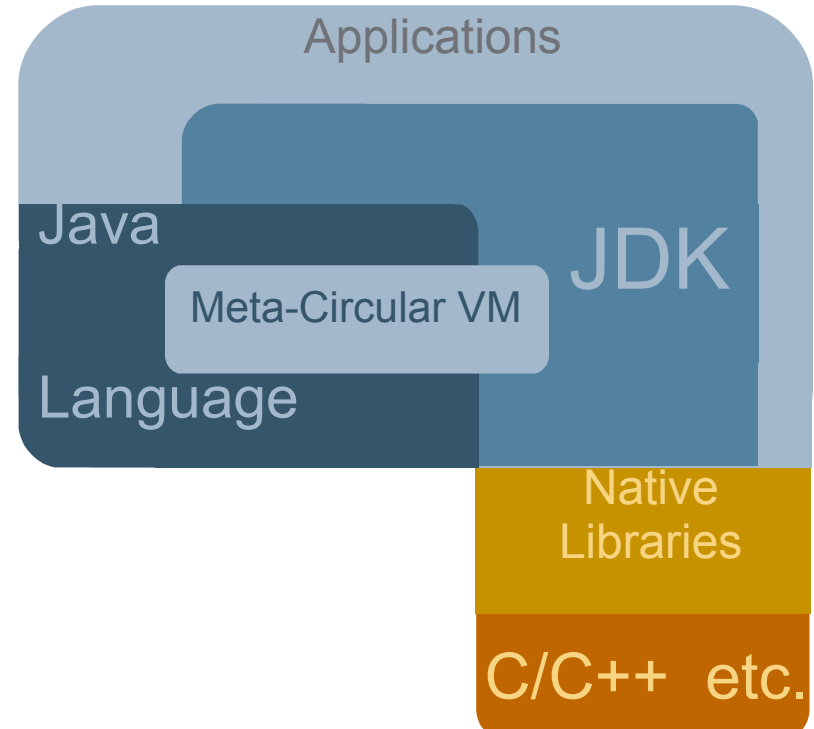 Applications
Java
JDK
Meta-Circular VM
Language
Native
Libraries
C/C++ etc.